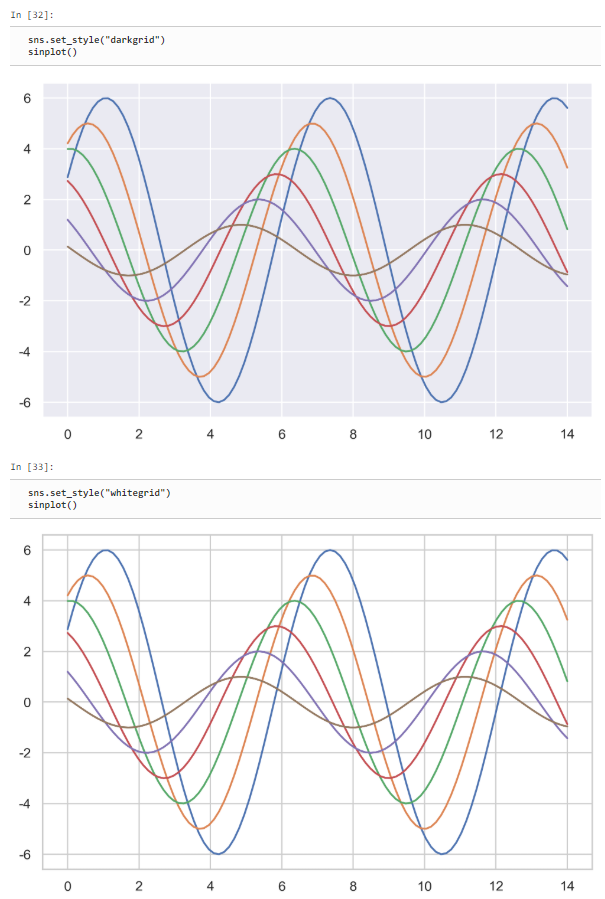 In [32]:
sns.set_style("darkgrid")
sinplot()
6
4
2
0
-2
-4
-6
0 2 4 6 8 10 12 14
In [33]:
sns.set_style("whitegrid")
sinplot()
6
4
2
0
-2
-4
-6
0 2 4 6 8 10 12 14